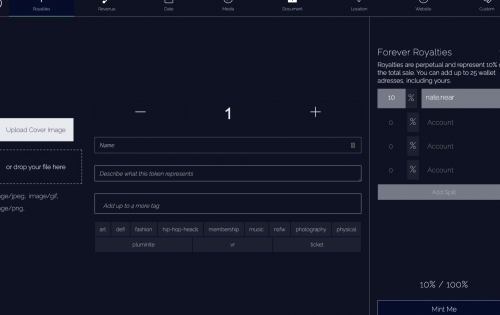 Royalties
Revenue
Date
Media
Document
Location
Website
Custom
Forever Royalties
Royalties are perpetual and represent 10%
the total sale. You can add up to 25 wallet
adresses, including yours.
10 % nate.near
0 % Account
0 % Account
0 % Account
Add Split
— 1 +
Upload Cover Image
or drop your file here
ge/jpeg, image/gif,
ge/png,
Name
Describe what this token represents
Add up to 4 more tag
art defi fashion hip-hop-heads membership music nsfw photography physical
pluminite vr ticket
10% / 100%
Mint Me